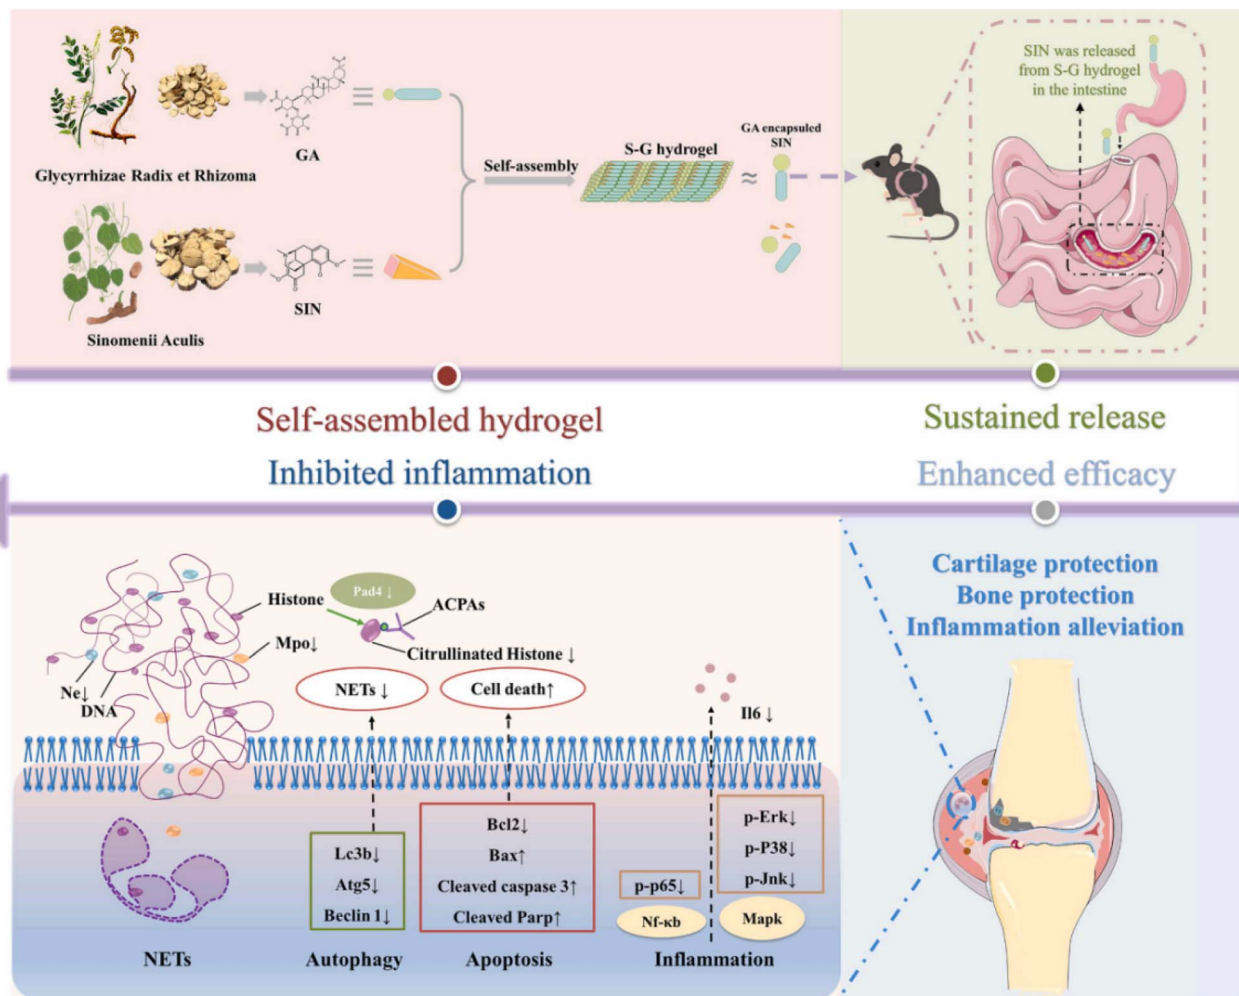 GA
Glycyrrhizae Radix et Rhizoma
SIN
Sinomenii Aculis
Self-assembly
S-G hydrogel
≈
GA encapsuled
SIN
SIN was released
from S-G hydrogel
in the intestine
Self-assembled hydrogel
Sustained release
Inhibited inflammation
Enhanced efficacy
Histone
Pad4 ↓
ACPAs
Mpo↓
Citrullinated Histone ↓
Ne↓
DNA
NETs ↓
Cell death↑
Il6 ↓
Lc3b↓
Atg5↓
Beclin 1↓
Bcl2↓
Bax↑
Cleaved caspase 3↑
Cleaved Parp↑
p-p65↓
Nf-κb
p-Erk↓
p-P38↓
p-Jnk↓
Mapk
NETs
Autophagy
Apoptosis
Inflammation
Cartilage protection
Bone protection
Inflammation alleviation